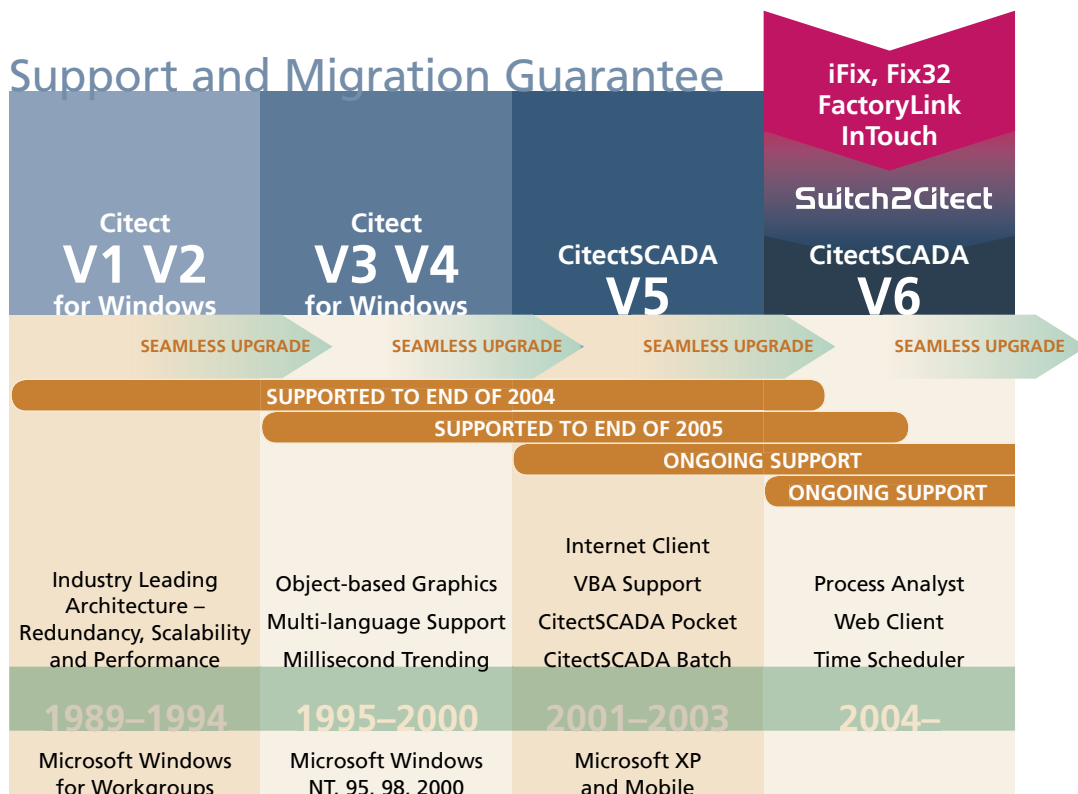 Support and Migration Guarantee
iFix, Fix32
FactoryLink
InTouch
Switch2Citect
Citect
V1 V2
for Windows
Citect
V3 V4
for Windows
CitectSCADA
V5
CitectSCADA
V6
SEAMLESS UPGRADE
SEAMLESS UPGRADE
SEAMLESS UPGRADE
SEAMLESS UPGRADE
SUPPORTED TO END OF 2004
SUPPORTED TO END OF 2005
ONGOING SUPPORT
ONGOING SUPPORT
Industry Leading
Architecture –
Redundancy, Scalability
and Performance
Object-based Graphics
Multi-language Support
Millisecond Trending
Internet Client
VBA Support
CitectSCADA Pocket
CitectSCADA Batch
Process Analyst
Web Client
Time Scheduler
1989–1994
1995–2000
2001–2003
2004–
Microsoft Windows
for Workgroups
Microsoft Windows
NT, 95, 98, 2000
Microsoft XP
and Mobile